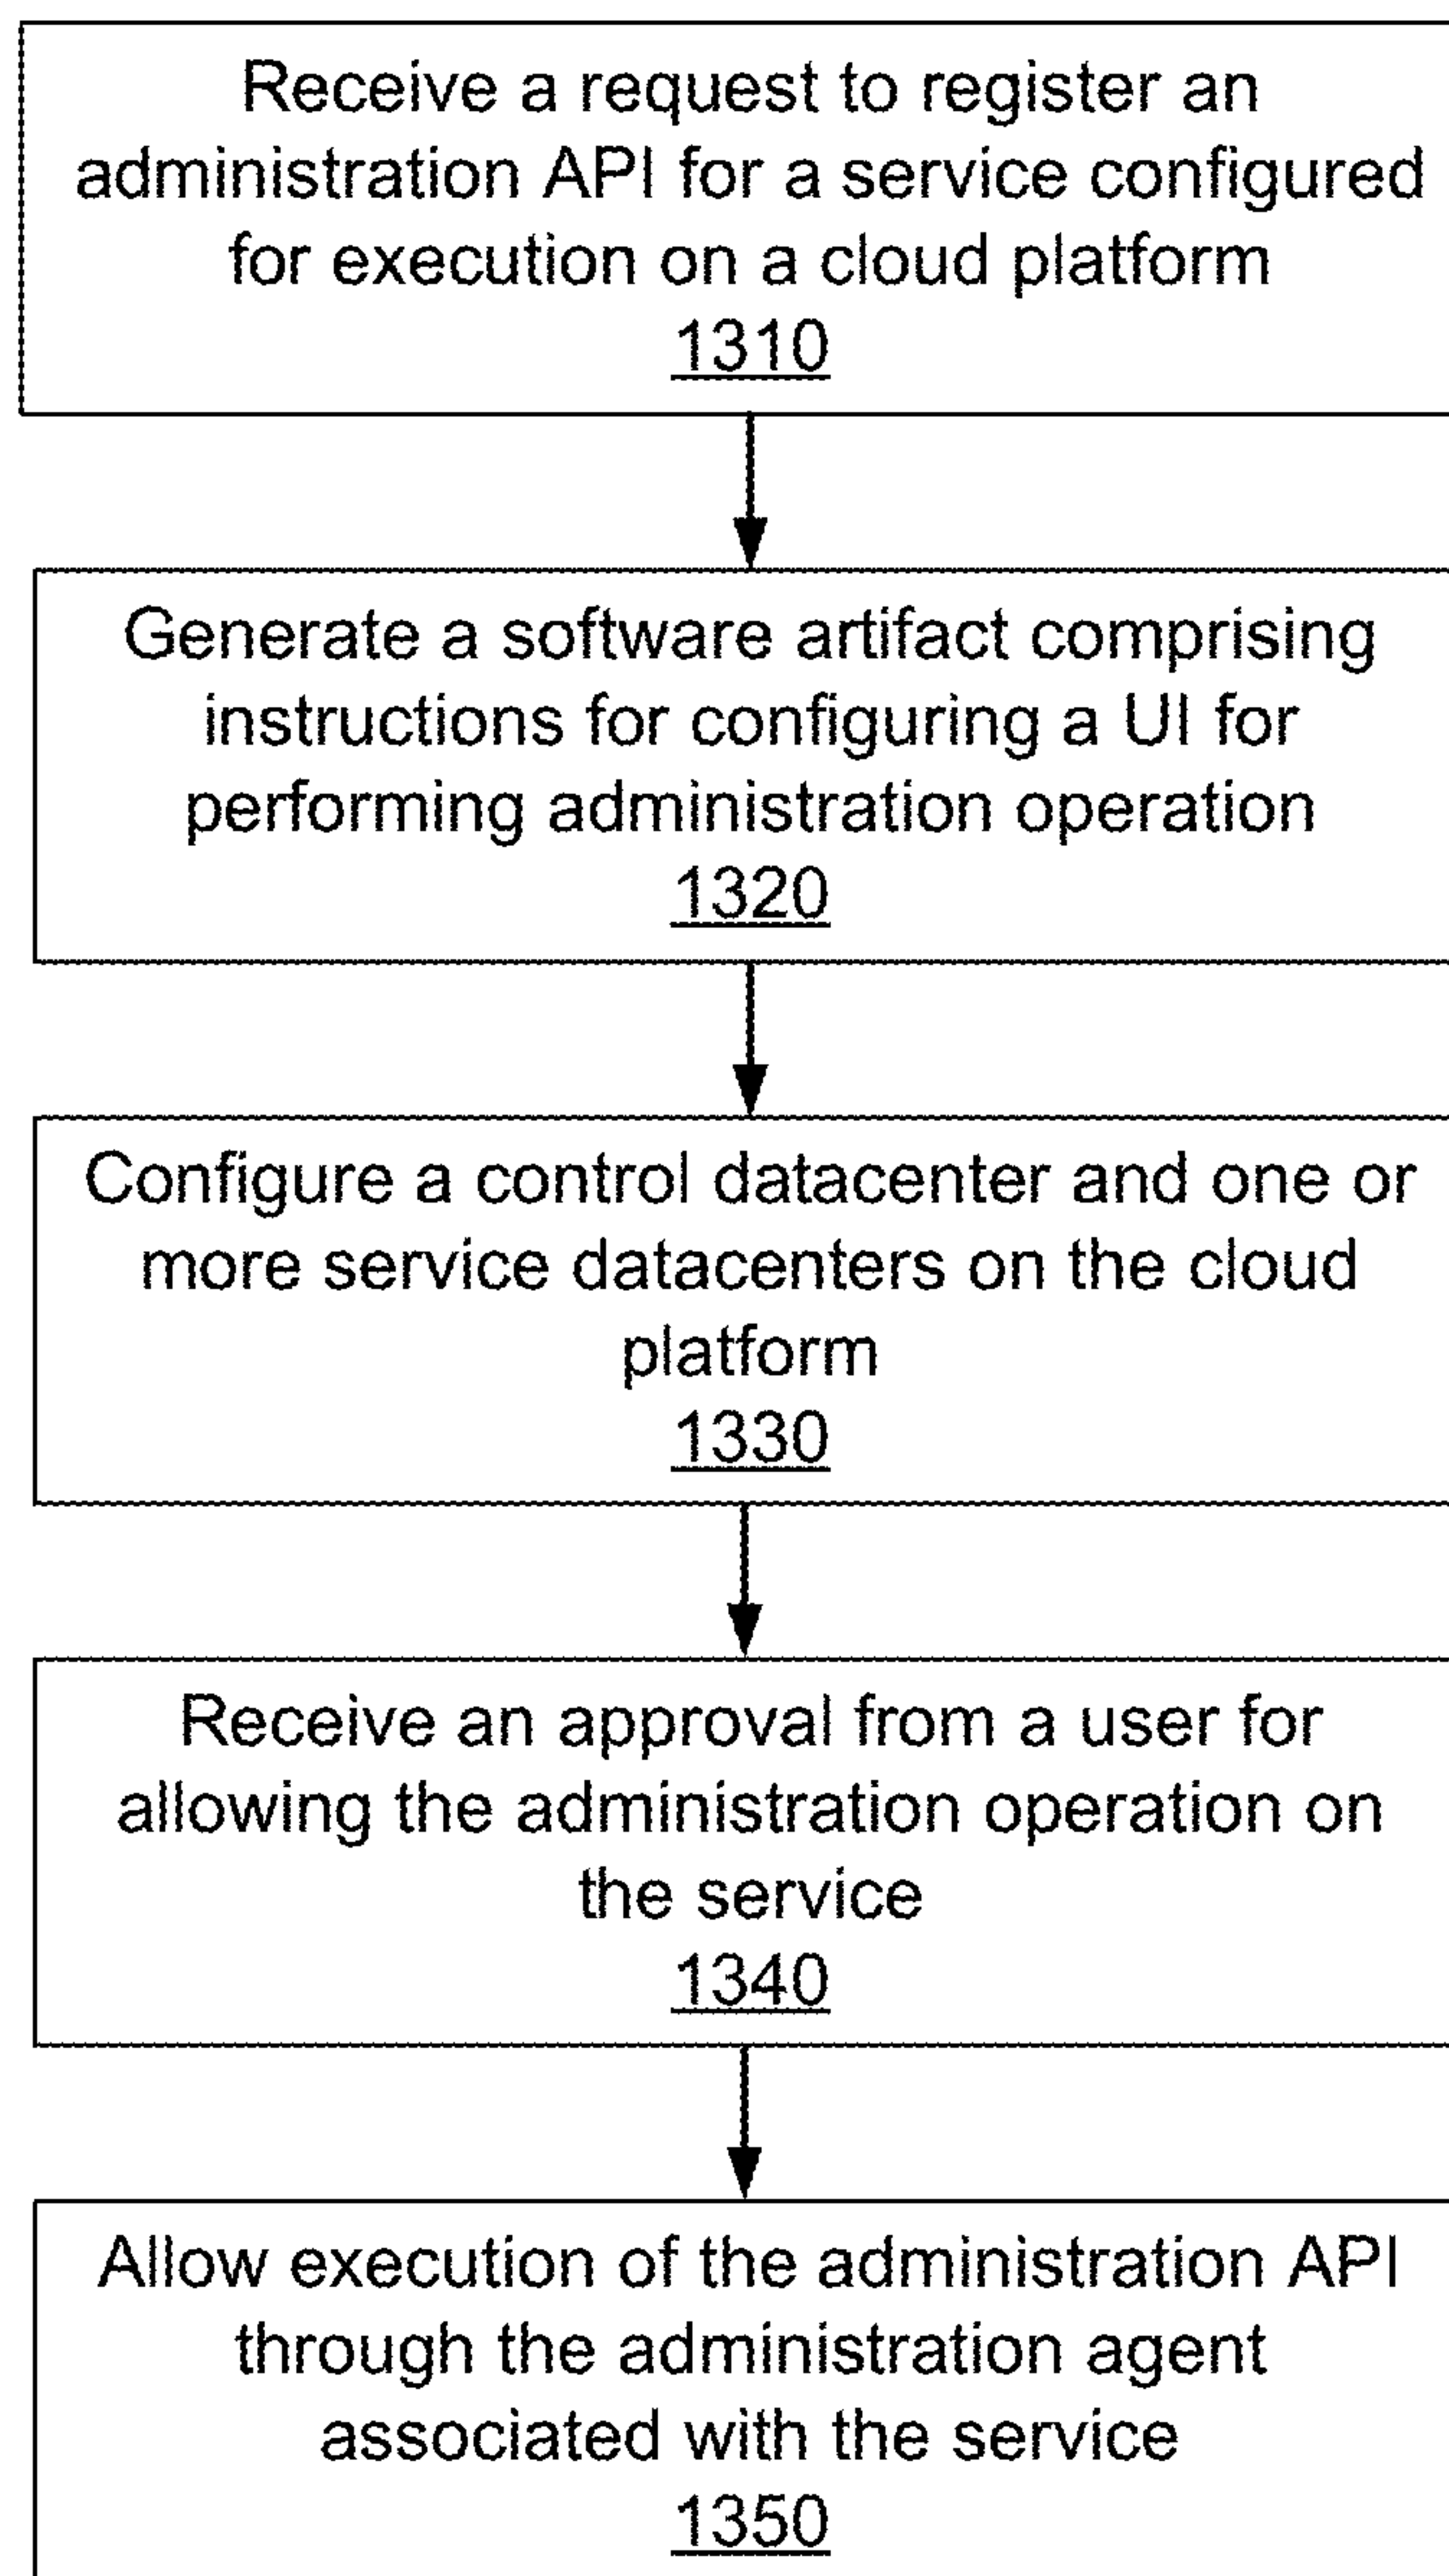 Receive a request to register an
administration API for a service configured
for execution on a cloud platform
1310
Generate a software artifact comprising
instructions for configuring a UI for
performing administration operation
1320
Configure a control datacenter and one or
more service datacenters on the cloud
platform
1330
Receive an approval from a user for
allowing the administration operation on
the service
1340
Allow execution of the administration API
through the administration agent
associated with the service
1350